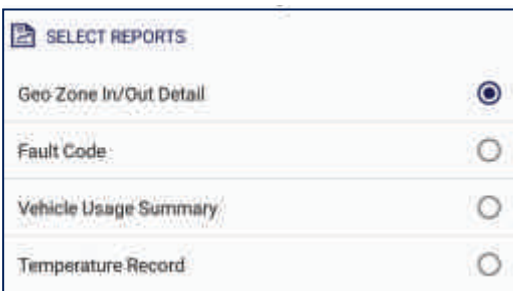 SELECT REPORTS
Geo Zone In/Out Detail
Fault Code
Vehicle Usage Summary
Temperature Record